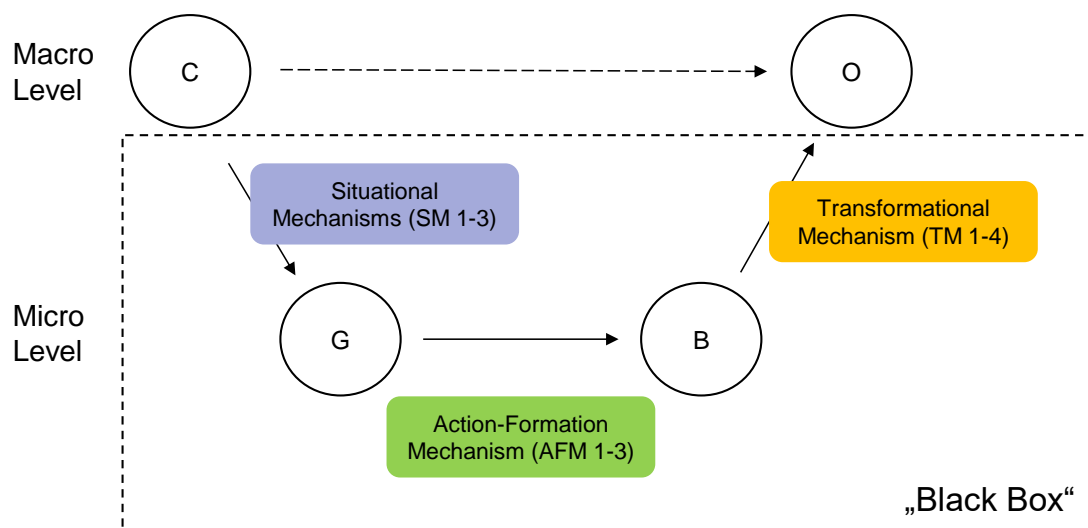 Macro
Level
C
O
Situational
Mechanisms (SM 1-3)
Transformational
Mechanism (TM 1-4)
Micro
Level
G
B
Action-Formation
Mechanism (AFM 1-3)
„Black Box“